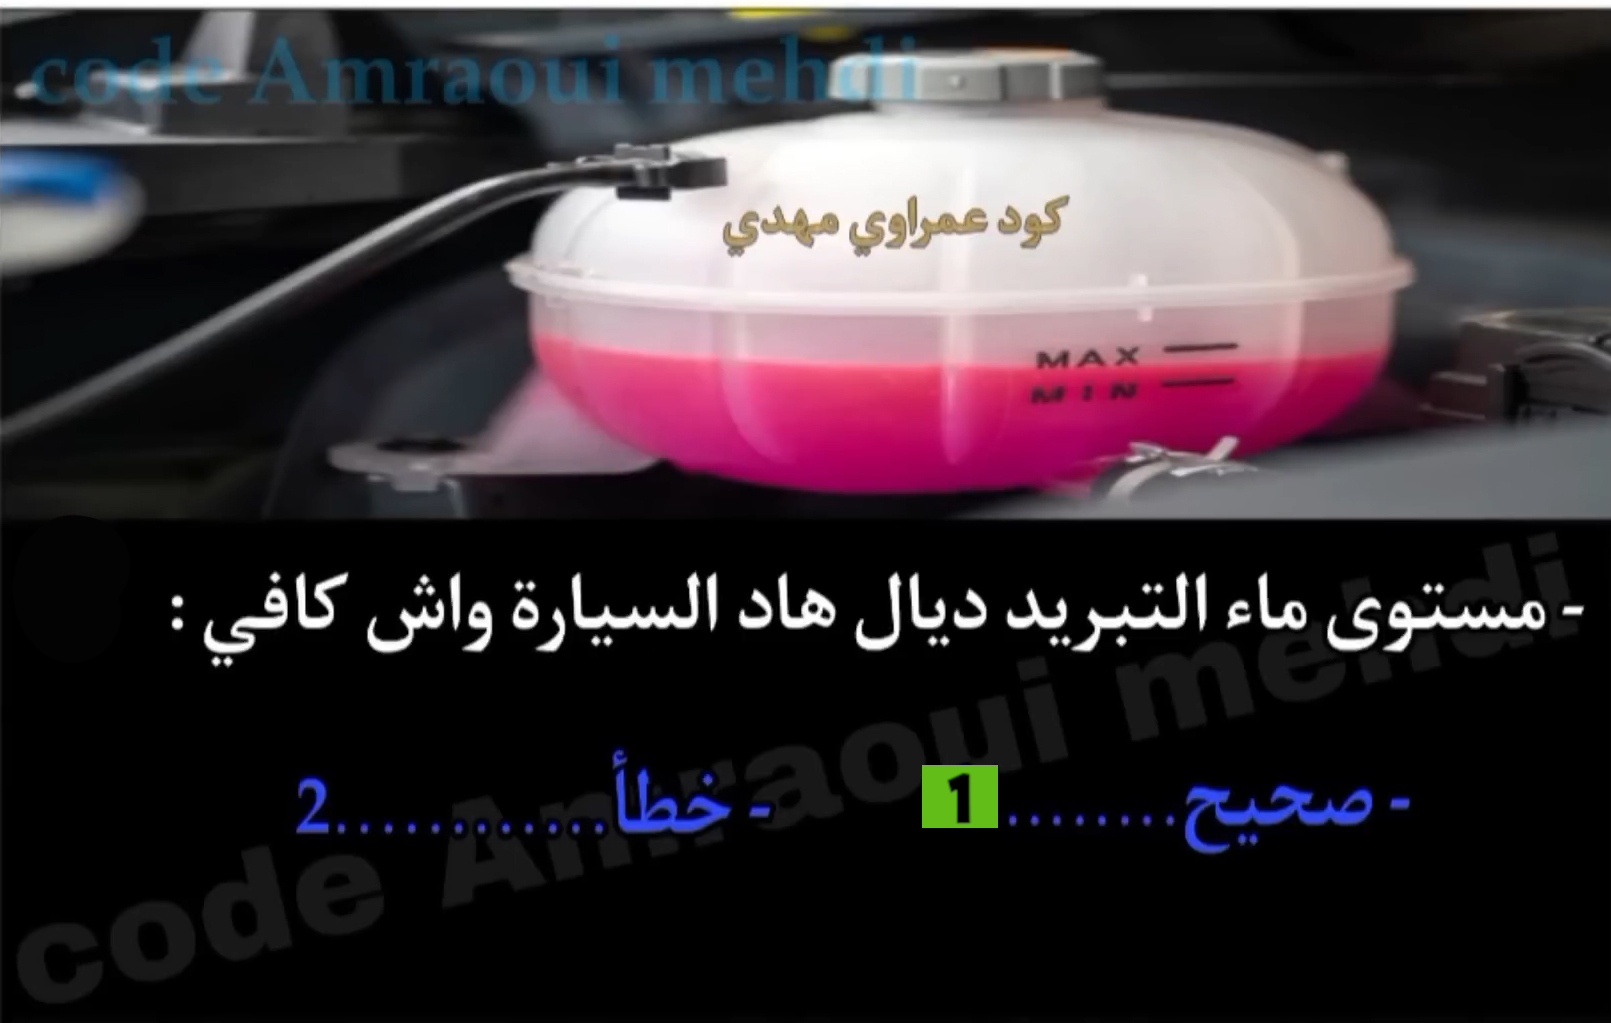 code Amraoui mehdi
كود عمراوي مهدي
MAX
MIN
- مستوى ماء التبريد ديال هاد السيارة واش كافي :
- صحيح........1
- خطأ............2
code Amraoui mehdi